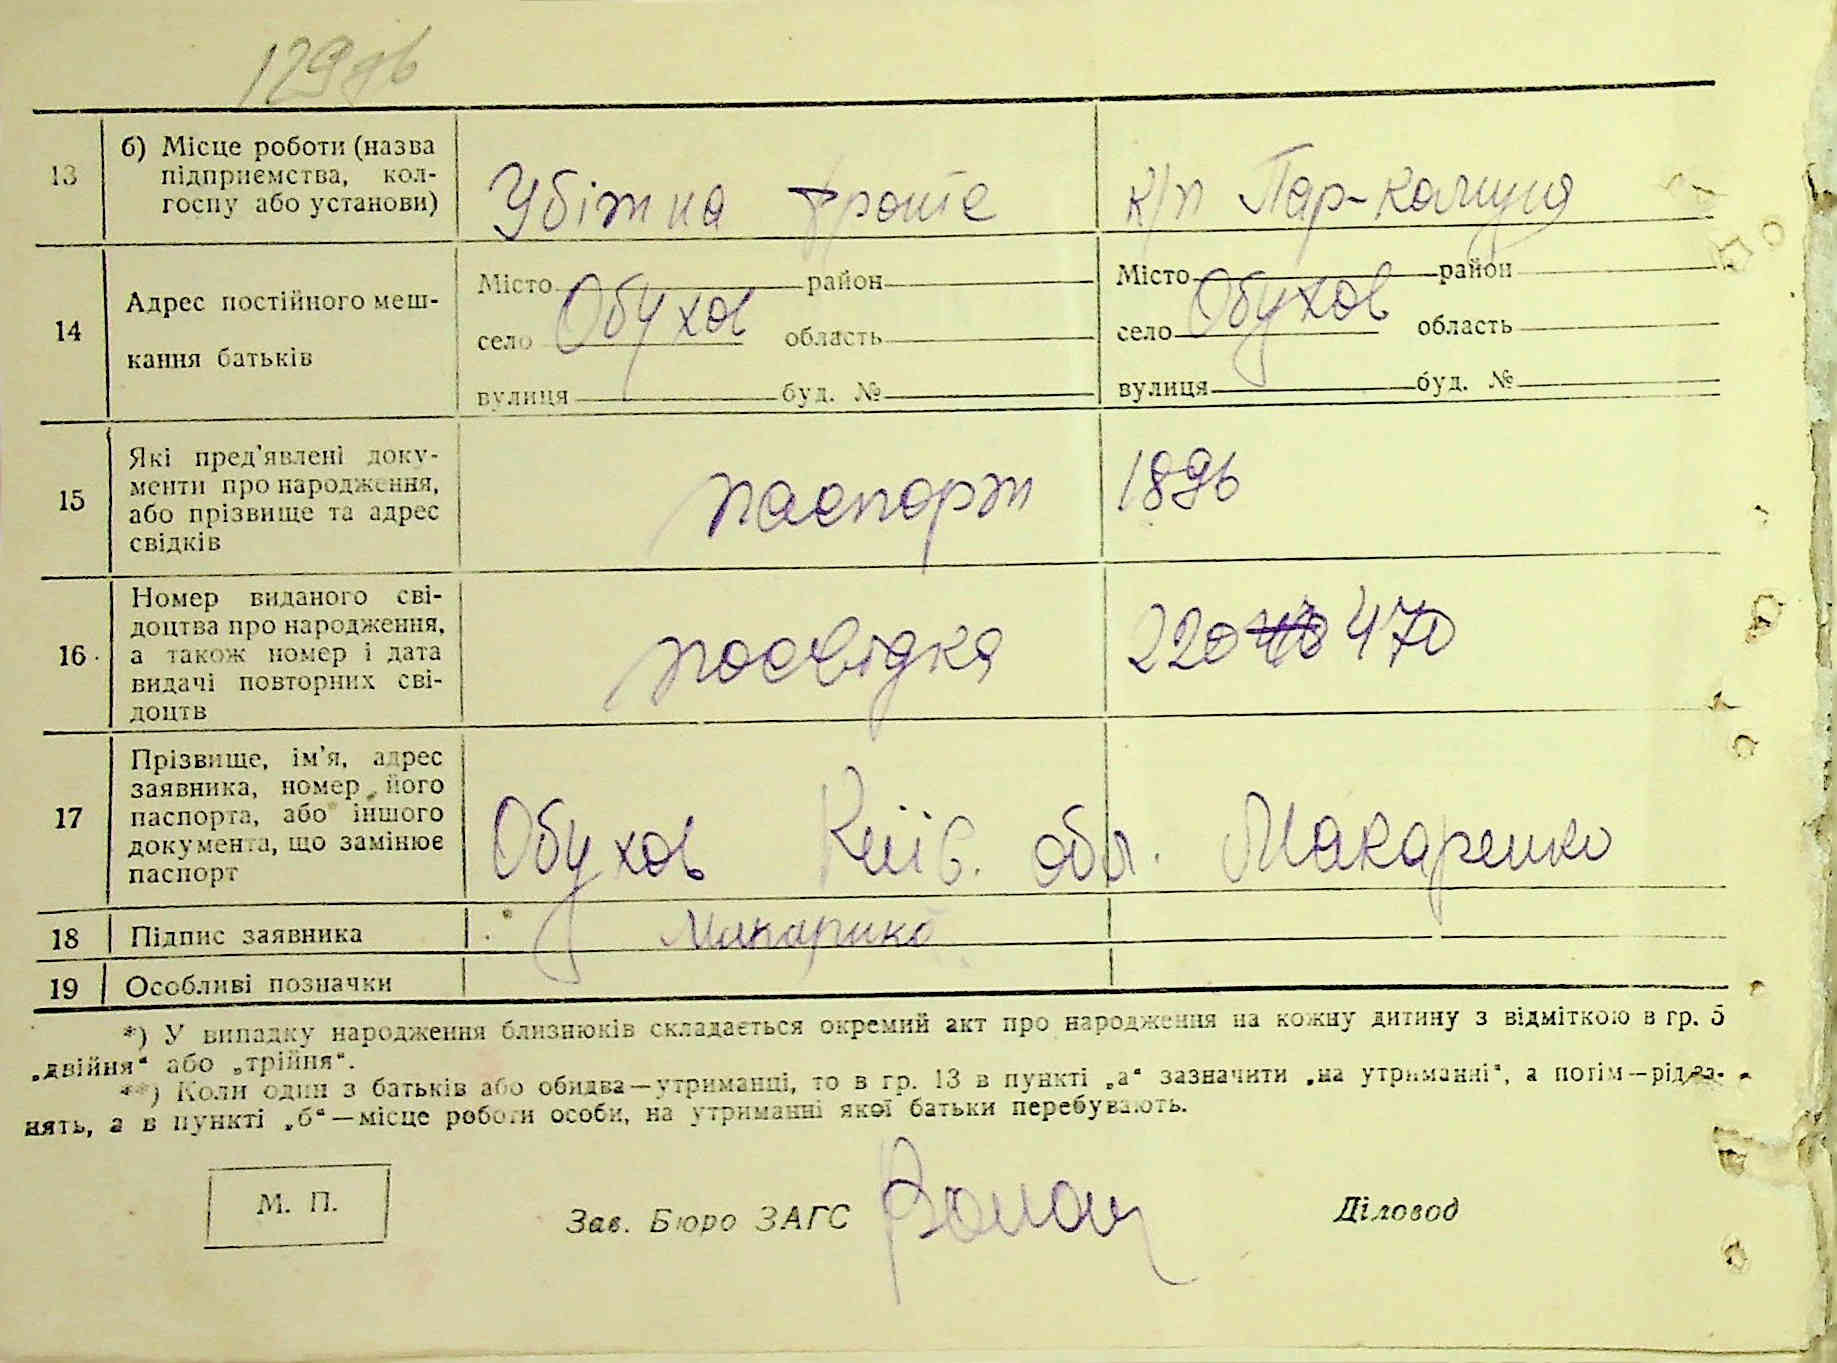 129дв
13 б) Місце роботи (назва підприємства, кол-госпу або установи) Убіт на фронте к/п Пар-комуна
14 Адрес постійного меш-кання батьків
Місто район Місто район
село Обухов область село Обухов область
вулиця буд. № вулиця буд. №
15 Які пред'явлені доку-
менти про народження,
або прізвище та адрес
свідків
паспорт 1896
16 Номер виданого сві-
доцтва про народження,
а також номер і дата
видачі повторних сві-
доцтв
посвідка 220 470
17 Прізвище, ім'я, адрес
заявника, номер його
паспорта, або іншого
документа, що замінює
паспорт
Обухов Київ. обл. Макаренко
18 Підпис заявника Макаринко
19 Особливі позначки
*) У випадку народження близнюків складається окремий акт про народження на кожну дитину з відміткою в гр. 5
„двійня“ або „трійня“.
**) Коли один з батьків або обидва—утриманці, то в гр. 13 в пункті „а“ зазначити „на утриманні“, а потім—рід за-
нять, а в пункті „б“—місце роботи особи, на утриманні якої батьки перебувають.
М. П.
Зав. Бюро ЗАГС Діловод